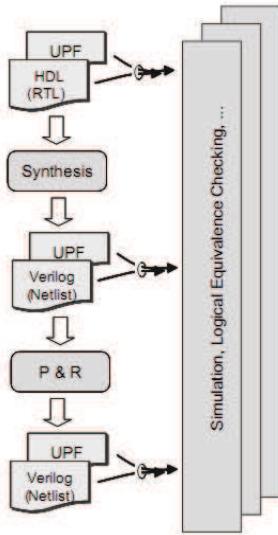 UPF
HDL
(RTL)
Synthesis
UPF
Verilog
(Netlist)
P & R
UPF
Verilog
(Netlist)
Simulation, Logical Equivalence Checking, ...